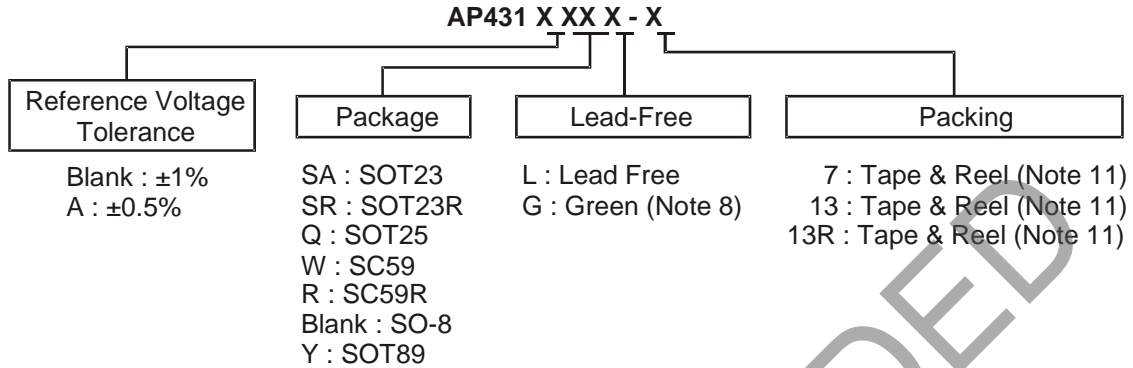 AP431 X XX X - X
Reference Voltage
Tolerance
Package
Lead-Free
Packing
Blank : ±1%
A : ±0.5%
SA : SOT23
SR : SOT23R
Q : SOT25
W : SC59
R : SC59R
Blank : SO-8
Y : SOT89
L : Lead Free
G : Green (Note 8)
7 : Tape & Reel (Note 11)
13 : Tape & Reel (Note 11)
13R : Tape & Reel (Note 11)
DED